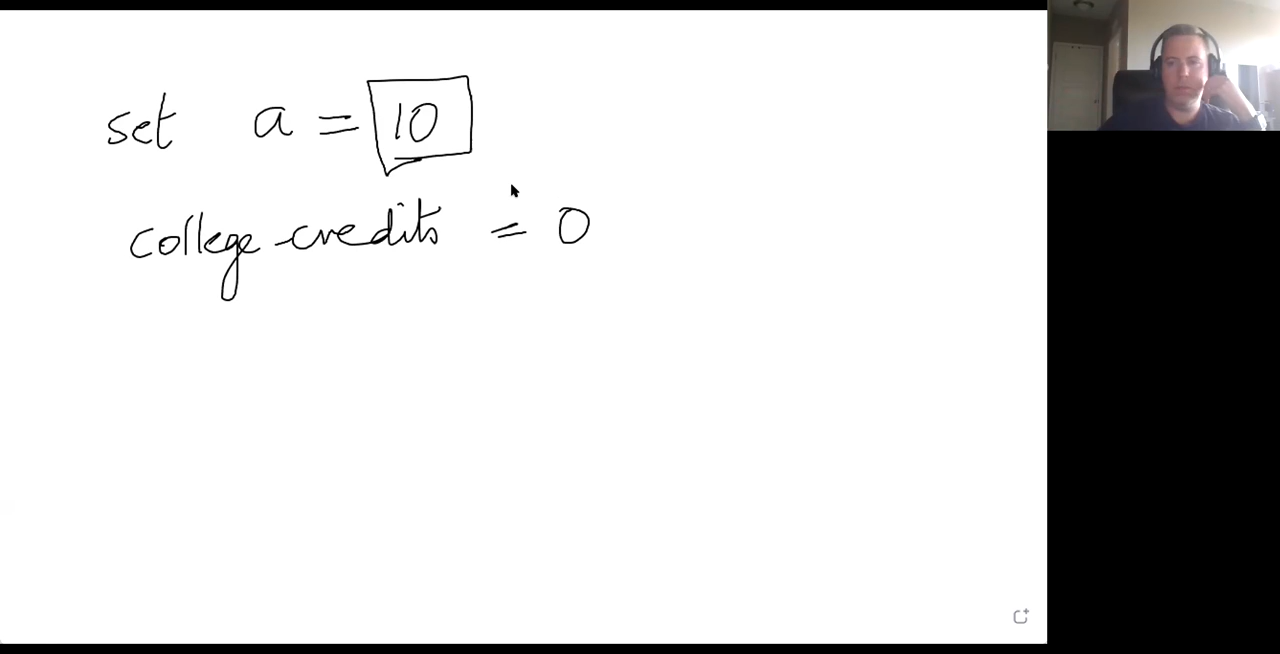 set a = 10
college-credits = 0